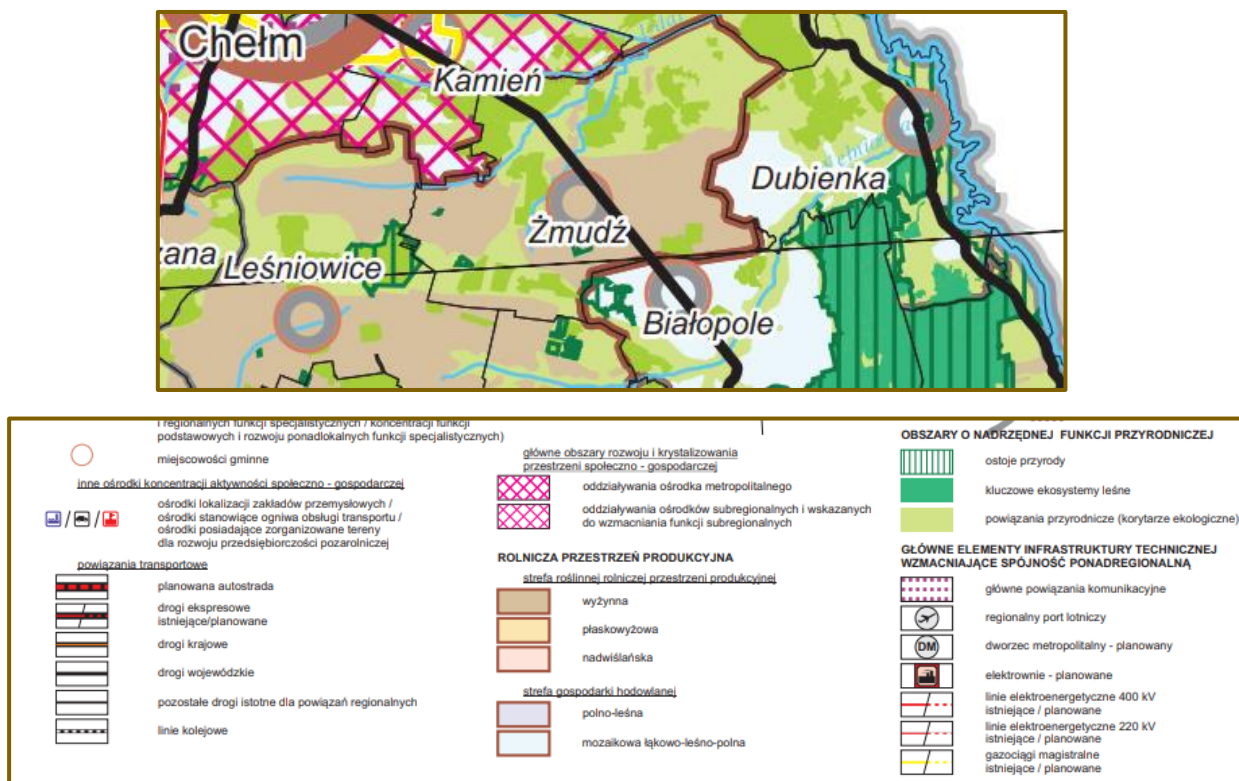 Chełm
Kamień
Dubienka
Żmudź
zana
Leśniowice
Białopole
i regionalnych funkcji specjalistycznych / koncentracji funkcji
podstawowych i rozwoju ponadlokalnych funkcji specjalistycznych)
miejscowości gminne
inne ośrodki koncentracji aktywności społeczno - gospodarczej
ośrodki lokalizacji zakładów przemysłowych /
ośrodki stanowiące ogniwa obsługi transportu /
ośrodki posiadające zorganizowane tereny
dla rozwoju przedsiębiorczości pozarolniczej
powiązania transportowe
planowana autostrada
drogi ekspresowe
istniejące/planowane
drogi krajowe
drogi wojewódzkie
pozostałe drogi istotne dla powiązań regionalnych
linie kolejowe
główne obszary rozwoju i krystalizowania
przestrzeni społeczno - gospodarczej
oddziaływania ośrodka metropolitalnego
oddziaływania ośrodków subregionalnych i wskazanych
do wzmacniania funkcji subregionalnych
ROLNICZA PRZESTRZEŃ PRODUKCYJNA
strefa roślinnej rolniczej przestrzeni produkcyjnej
wyżynna
płaskowyżowa
nadwiślańska
strefa gospodarki hodowlanej
polno-leśna
mozaikowa łąkowo-leśno-polna
OBSZARY O NADRZĘDNEJ FUNKCJI PRZYRODNICZEJ
ostoje przyrody
kluczowe ekosystemy leśne
powiązania przyrodnicze (korytarze ekologiczne)
GŁÓWNE ELEMENTY INFRASTRUKTURY TECHNICZNEJ
WZMACNIAJĄCE SPÓJNOŚĆ PONADREGIONALNĄ
główne powiązania komunikacyjne
regionalny port lotniczy
DM
dworzec metropolitalny - planowany
elektrownie - planowane
linie elektroenergetyczne 400 kV
istniejące / planowane
linie elektroenergetyczne 220 kV
istniejące / planowane
gazociągi magistralne
istniejące / planowane